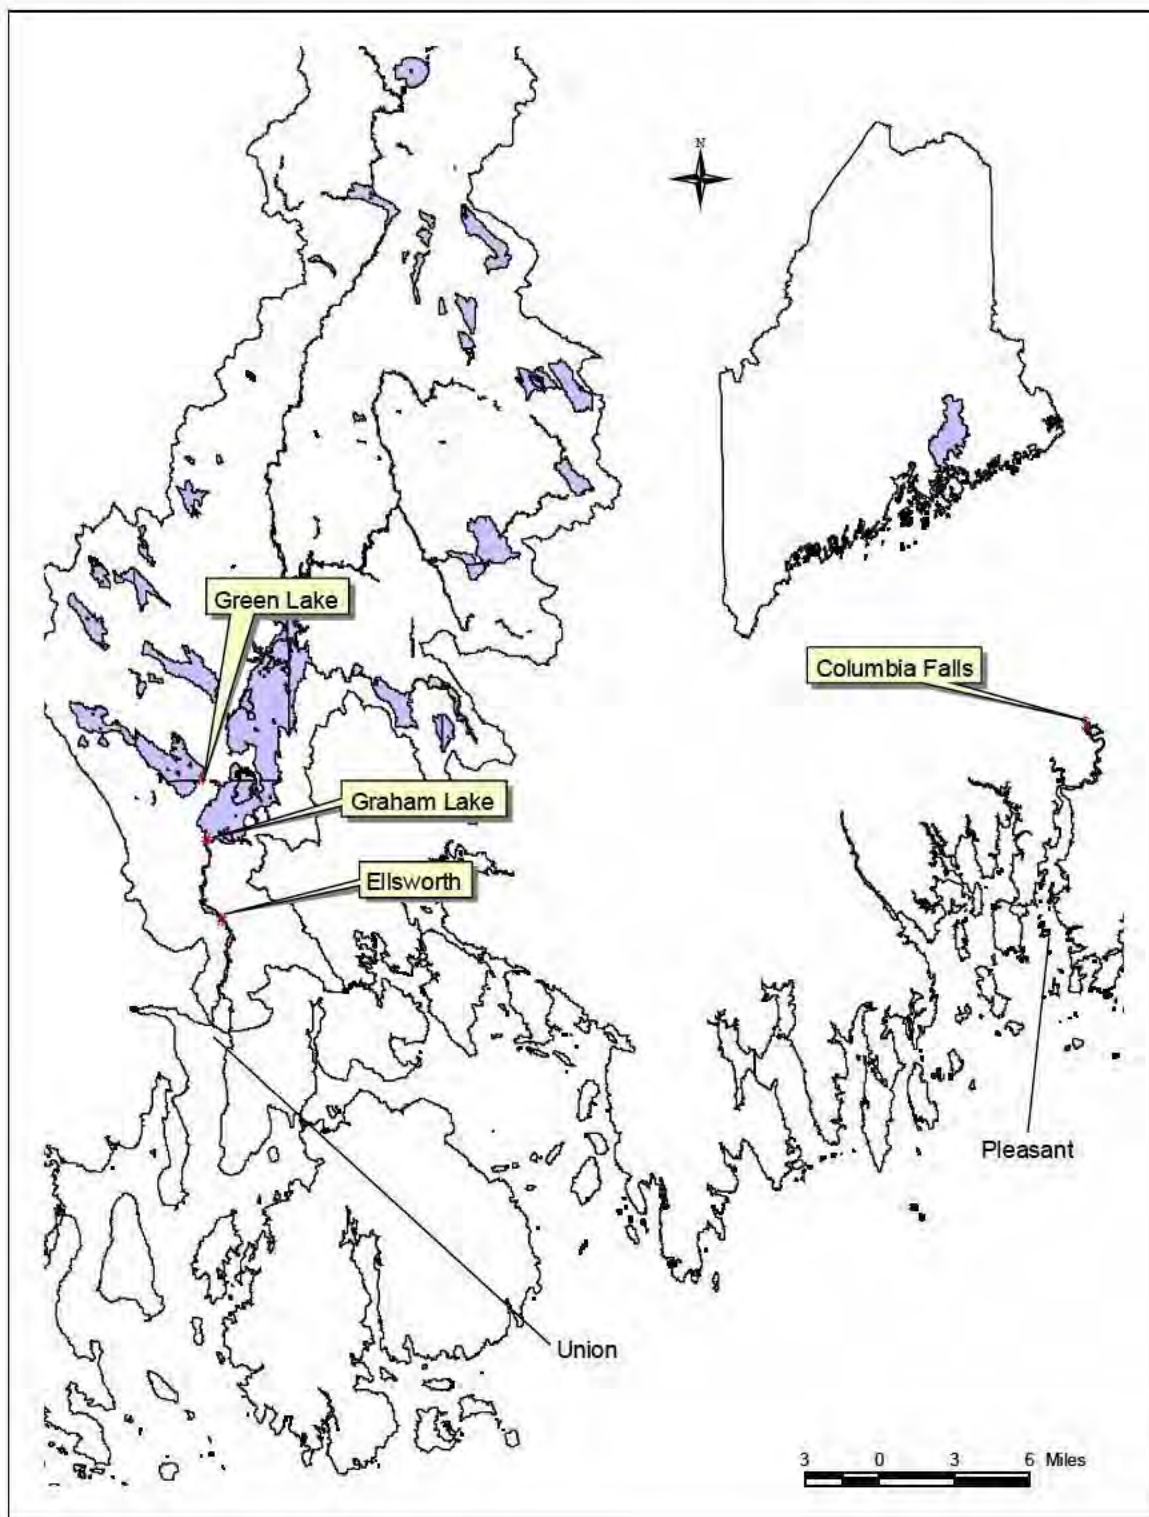 N
Green Lake
Columbia Falls
Graham Lake
Ellsworth
Pleasant
Union
3 0 3 6 Miles